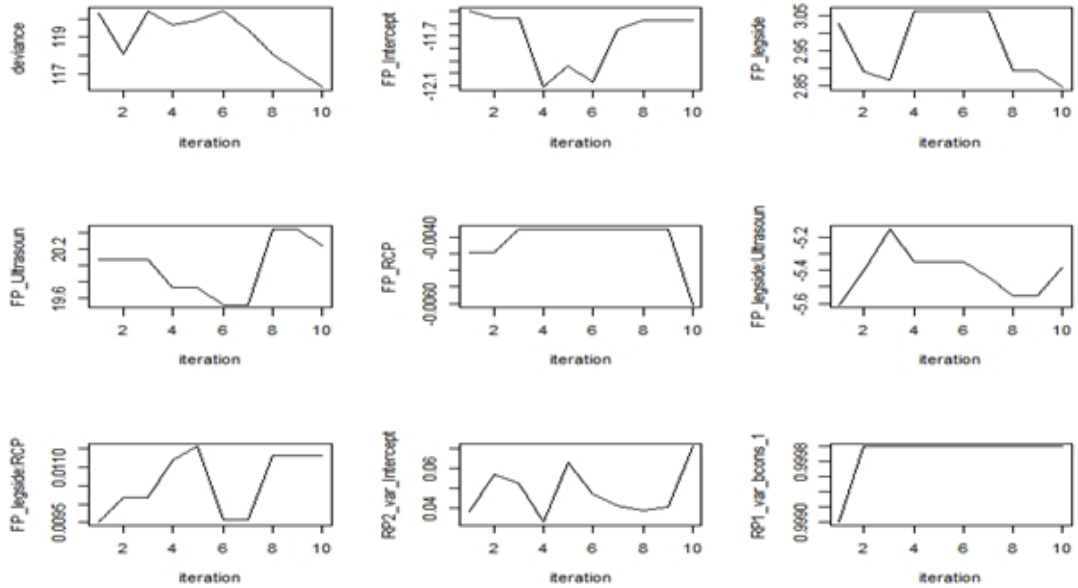 deviance
119
117
2 4 6 8 10
iteration
FP_Intercept
-11.7
-12.1
2 4 6 8 10
iteration
FP_legside
3.05
2.95
2.85
2 4 6 8 10
iteration
FP_Ultrasoun
20.2
19.6
2 4 6 8 10
iteration
FP_RCP
-0.0040
-0.0060
2 4 6 8 10
iteration
FP_legside:Ultrasoun
-5.2
-5.4
-5.6
2 4 6 8 10
iteration
FP_legside:RCP
0.0110
0.0095
2 4 6 8 10
iteration
RP2_var_Intercept
0.06
0.04
2 4 6 8 10
iteration
RP1_var_bcons_1
0.9998
0.9990
2 4 6 8 10
iteration